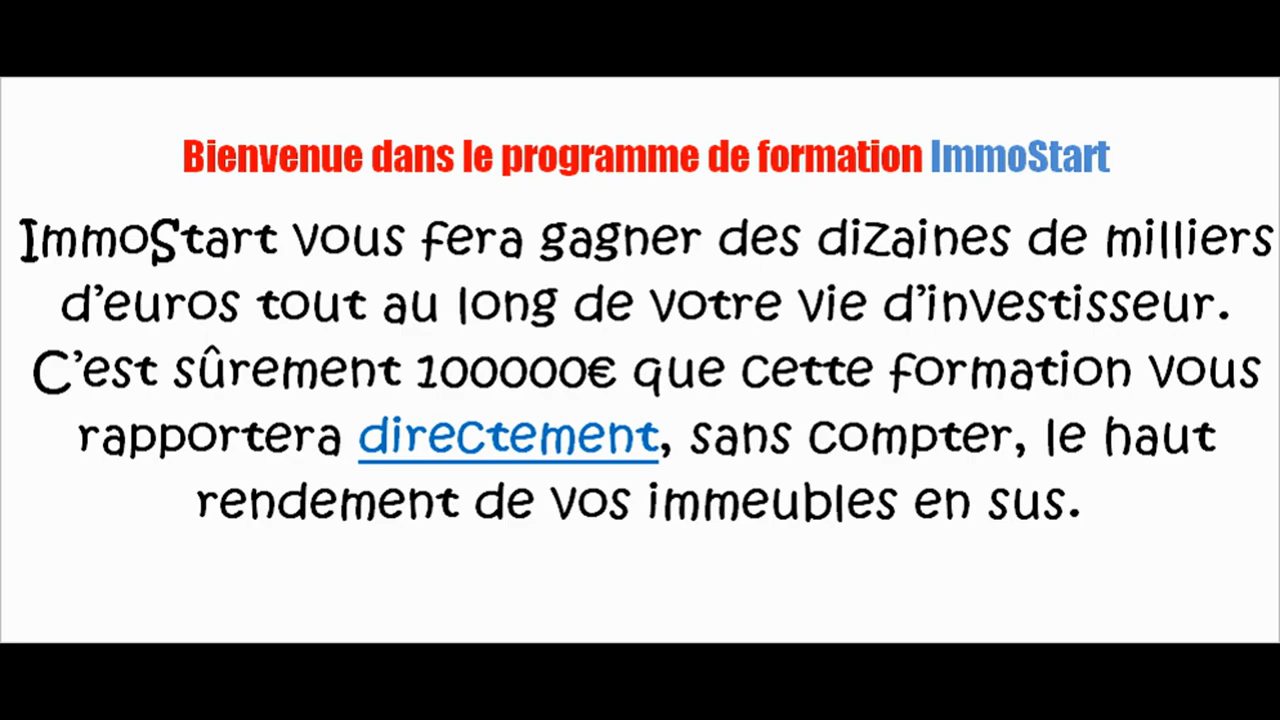 Bienvenue dans le programme de formation ImmoStart
ImmoStart vous fera gagner des dizaines de milliers
d’euros tout au long de votre vie d’investisseur.
C’est sûrement 100000€ que cette formation vous
rapportera directement, sans compter, le haut
rendement de vos immeubles en sus.